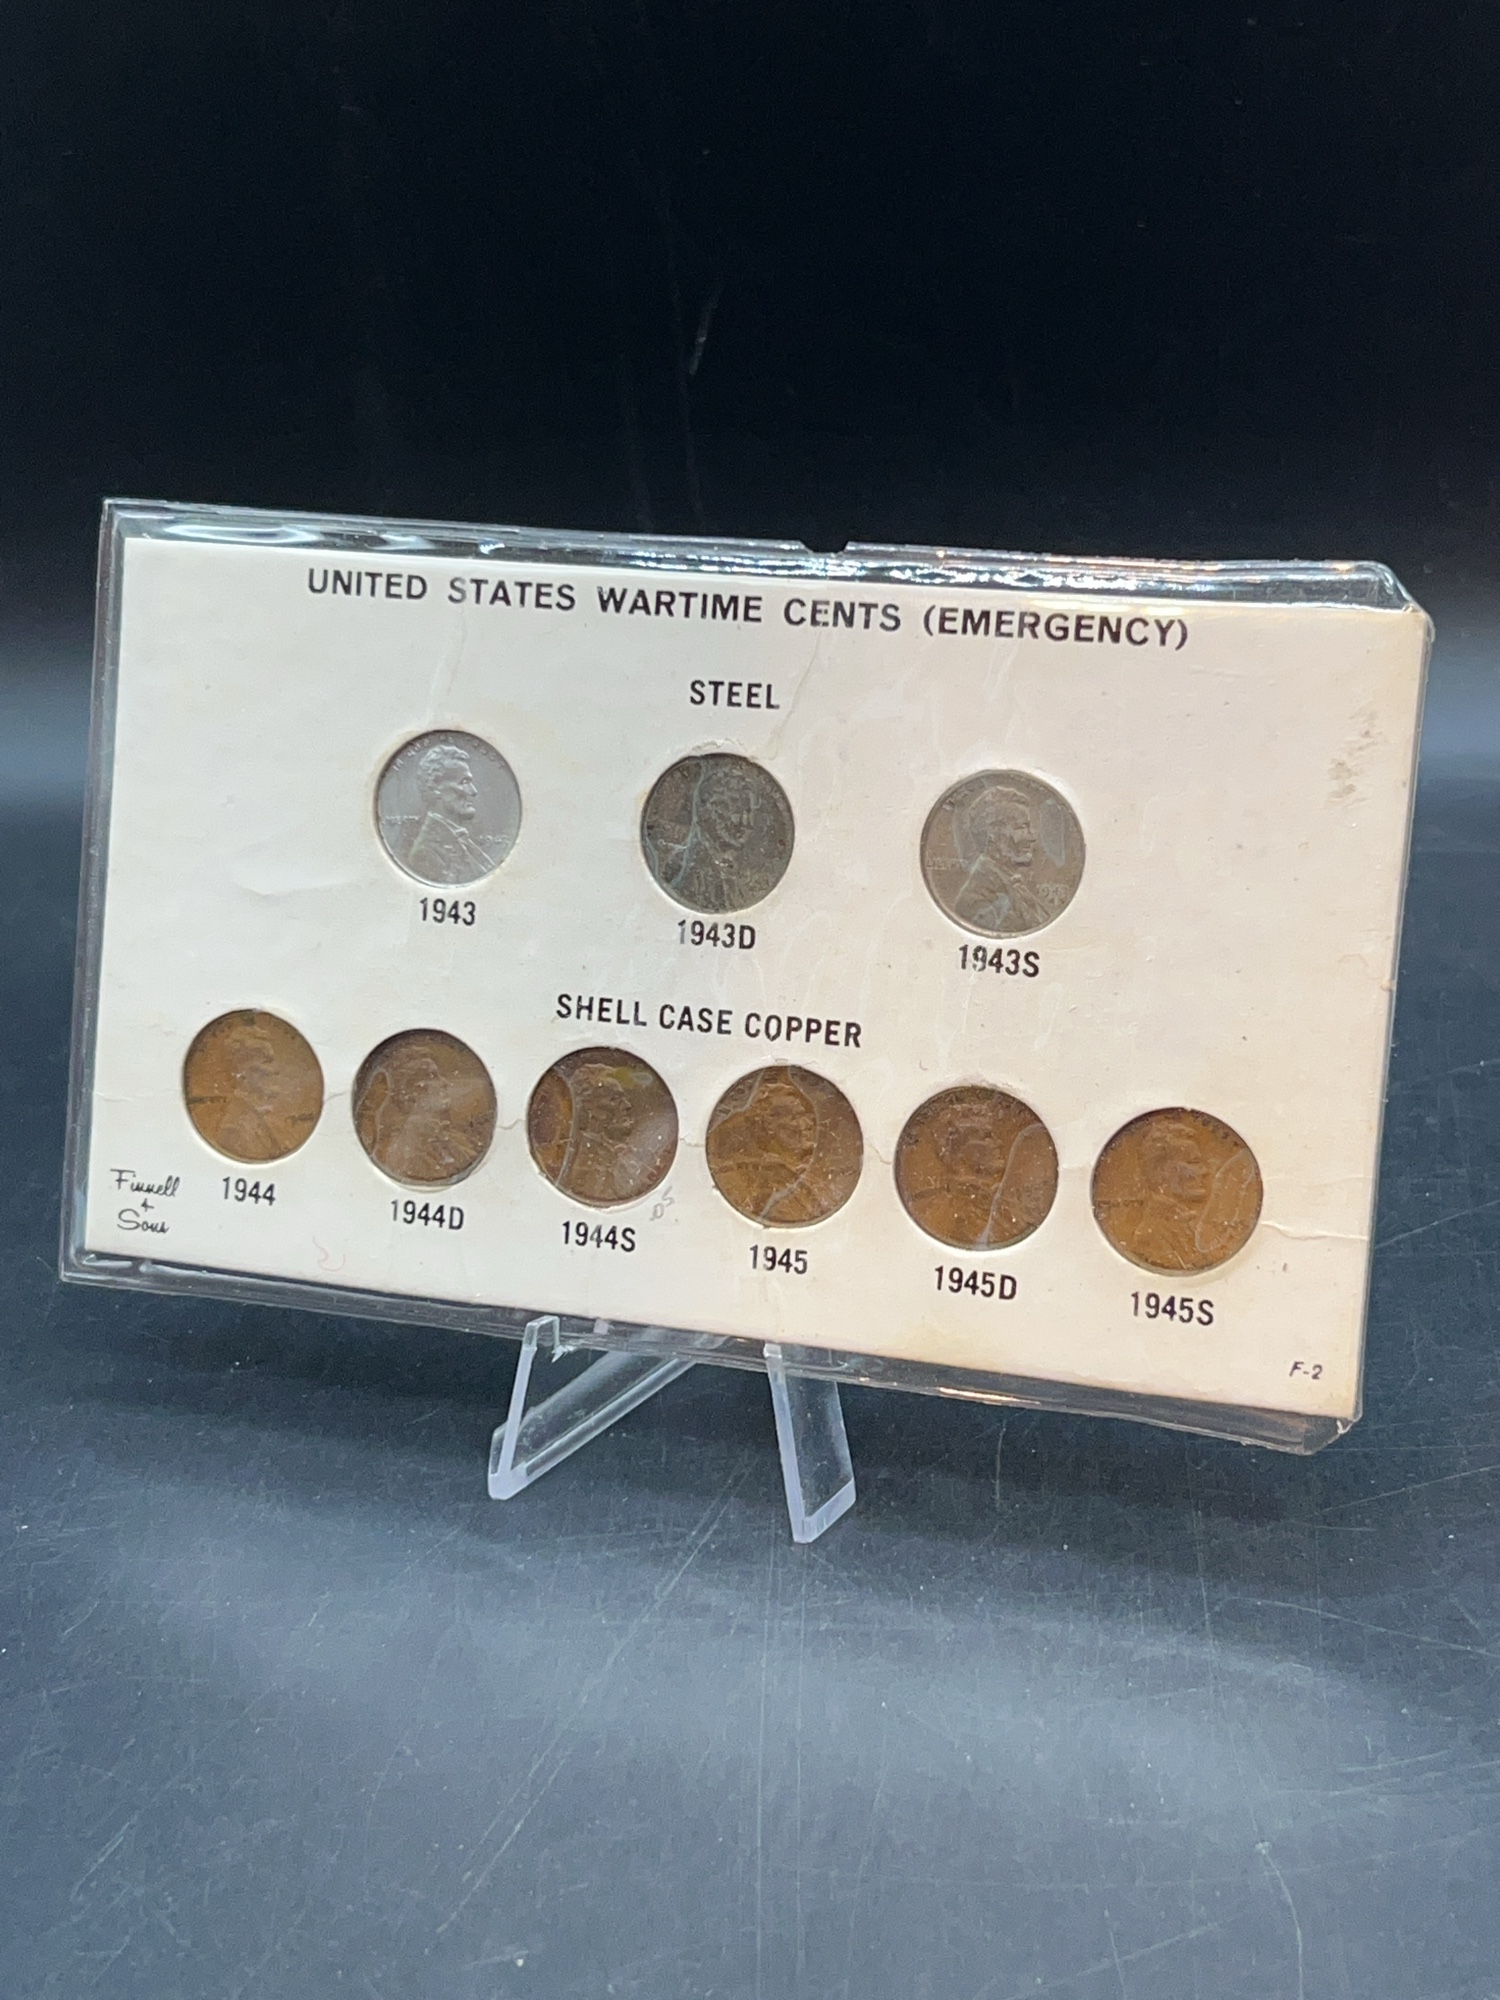 UNITED STATES WARTIME CENTS (EMERGENCY)
STEEL
1943 1943D 1943S
SHELL CASE COPPER
1944 1944D 1944S 1945 1945D 1945S
Finnell
&
Sons
F-2